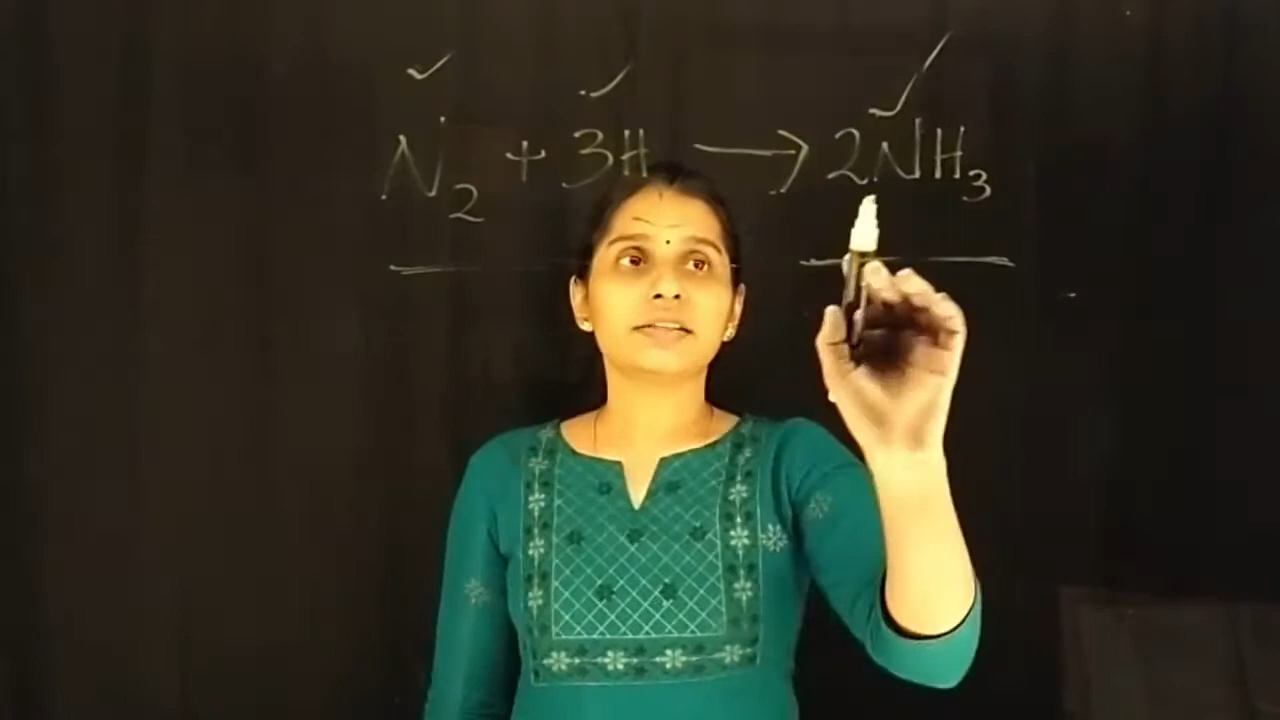 N₂ + 3H → 2NH₃